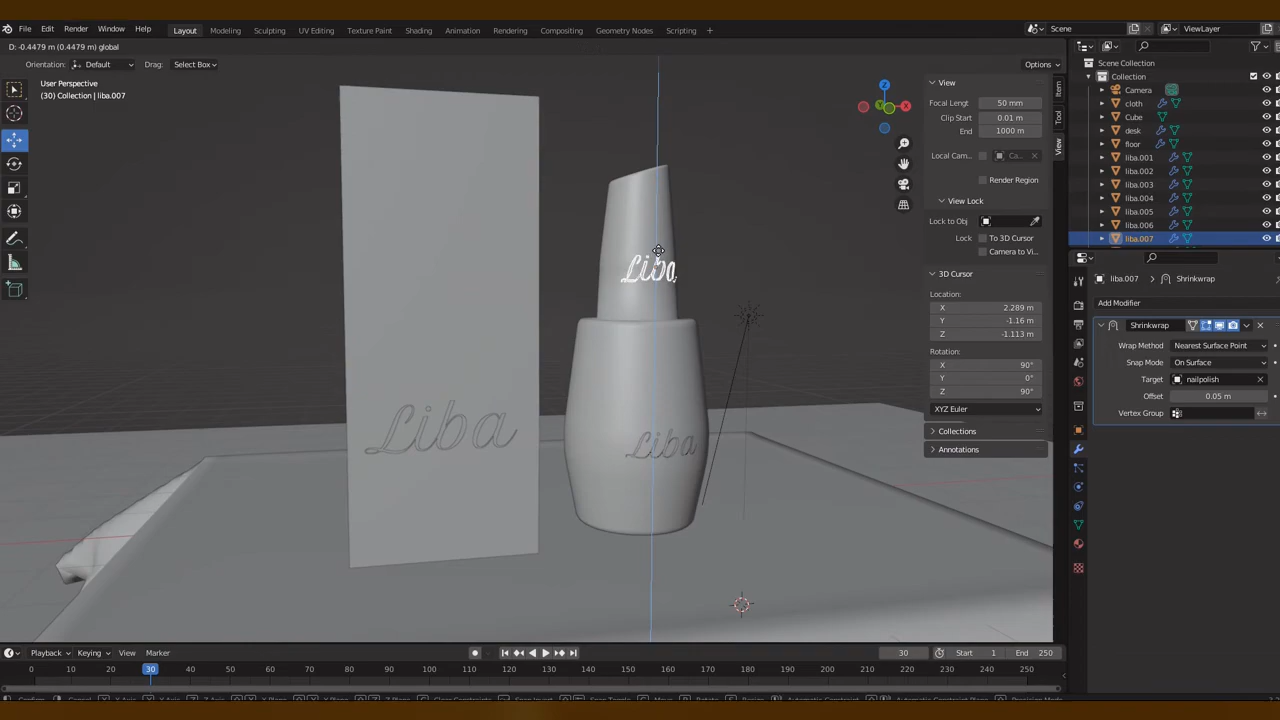 File Edit Render Window Help Layout Modeling Sculpting UV Editing Texture Paint Shading Animation Rendering Compositing Geometry Nodes Scripting + Scene ViewLayer
D: -0.4479 m (0.4479 m) global
Orientation: Default Drag: Select Box Options
User Perspective
(30) Collection | liba.007
View
Focal Lengt 50 mm
Clip Start 0.01 m
End 1000 m
Local Cam... Ca...
Render Region
View Lock
Lock to Obj
Lock To 3D Cursor
Camera to Vi...
3D Cursor
Location:
X 2.289 m
Y -1.16 m
Z -1.113 m
Rotation:
X 90°
Y 0°
Z 90°
XYZ Euler
Collections
Annotations
Item
Tool
View
Z
X
Y
Liba
Liba
Liba
Scene Collection
Collection
Camera
cloth
Cube
desk
floor
liba.001
liba.002
liba.003
liba.004
liba.005
liba.006
liba.007
liba.007 > Shrinkwrap
Add Modifier
Shrinkwrap
Wrap Method Nearest Surface Point
Snap Mode On Surface
Target nailpolish
Offset 0.05 m
Vertex Group
Playback Keying View Marker 30 Start 1 End 250
0 10 20 30 40 50 60 70 80 90 100 110 120 130 140 150 160 170 180 190 200 210 220 230 240 250